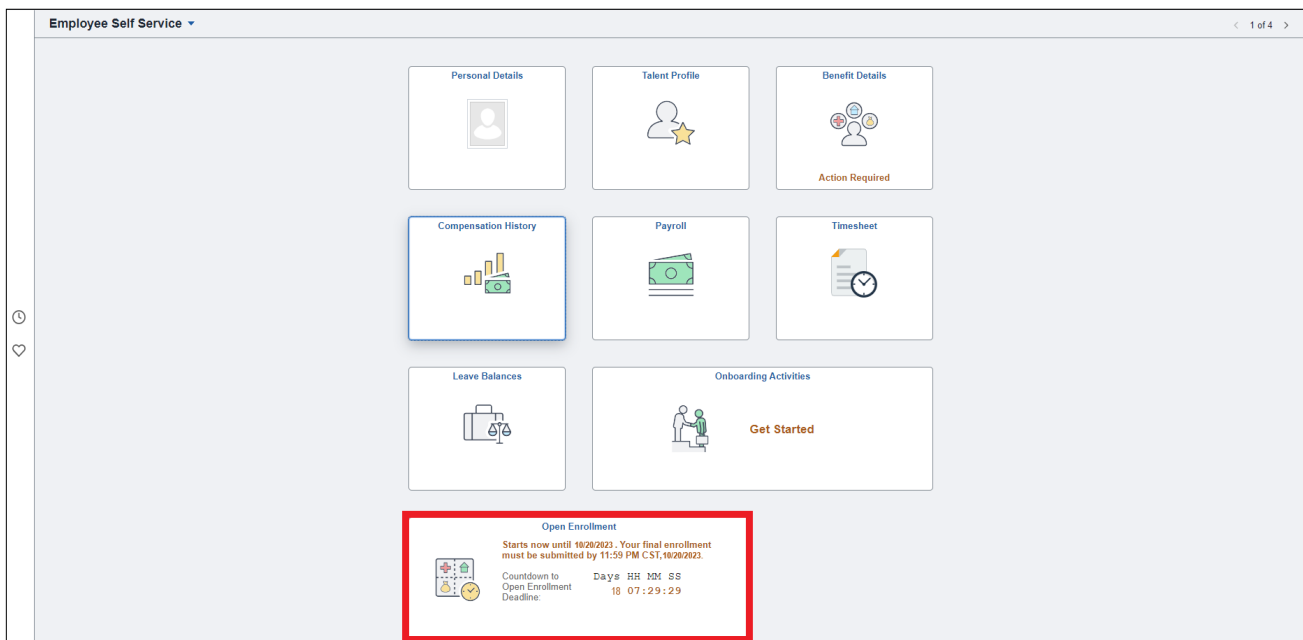 Employee Self Service
1 of 4
Personal Details
Talent Profile
Benefit Details
Action Required
Compensation History
Payroll
Timesheet
Leave Balances
Onboarding Activities
Get Started
Open Enrollment
Starts now until 10/20/2023 . Your final enrollment
must be submitted by 11:59 PM CST,10/20/2023.
Countdown to
Open Enrollment
Deadline:
Days HH MM SS
18 07:29:29